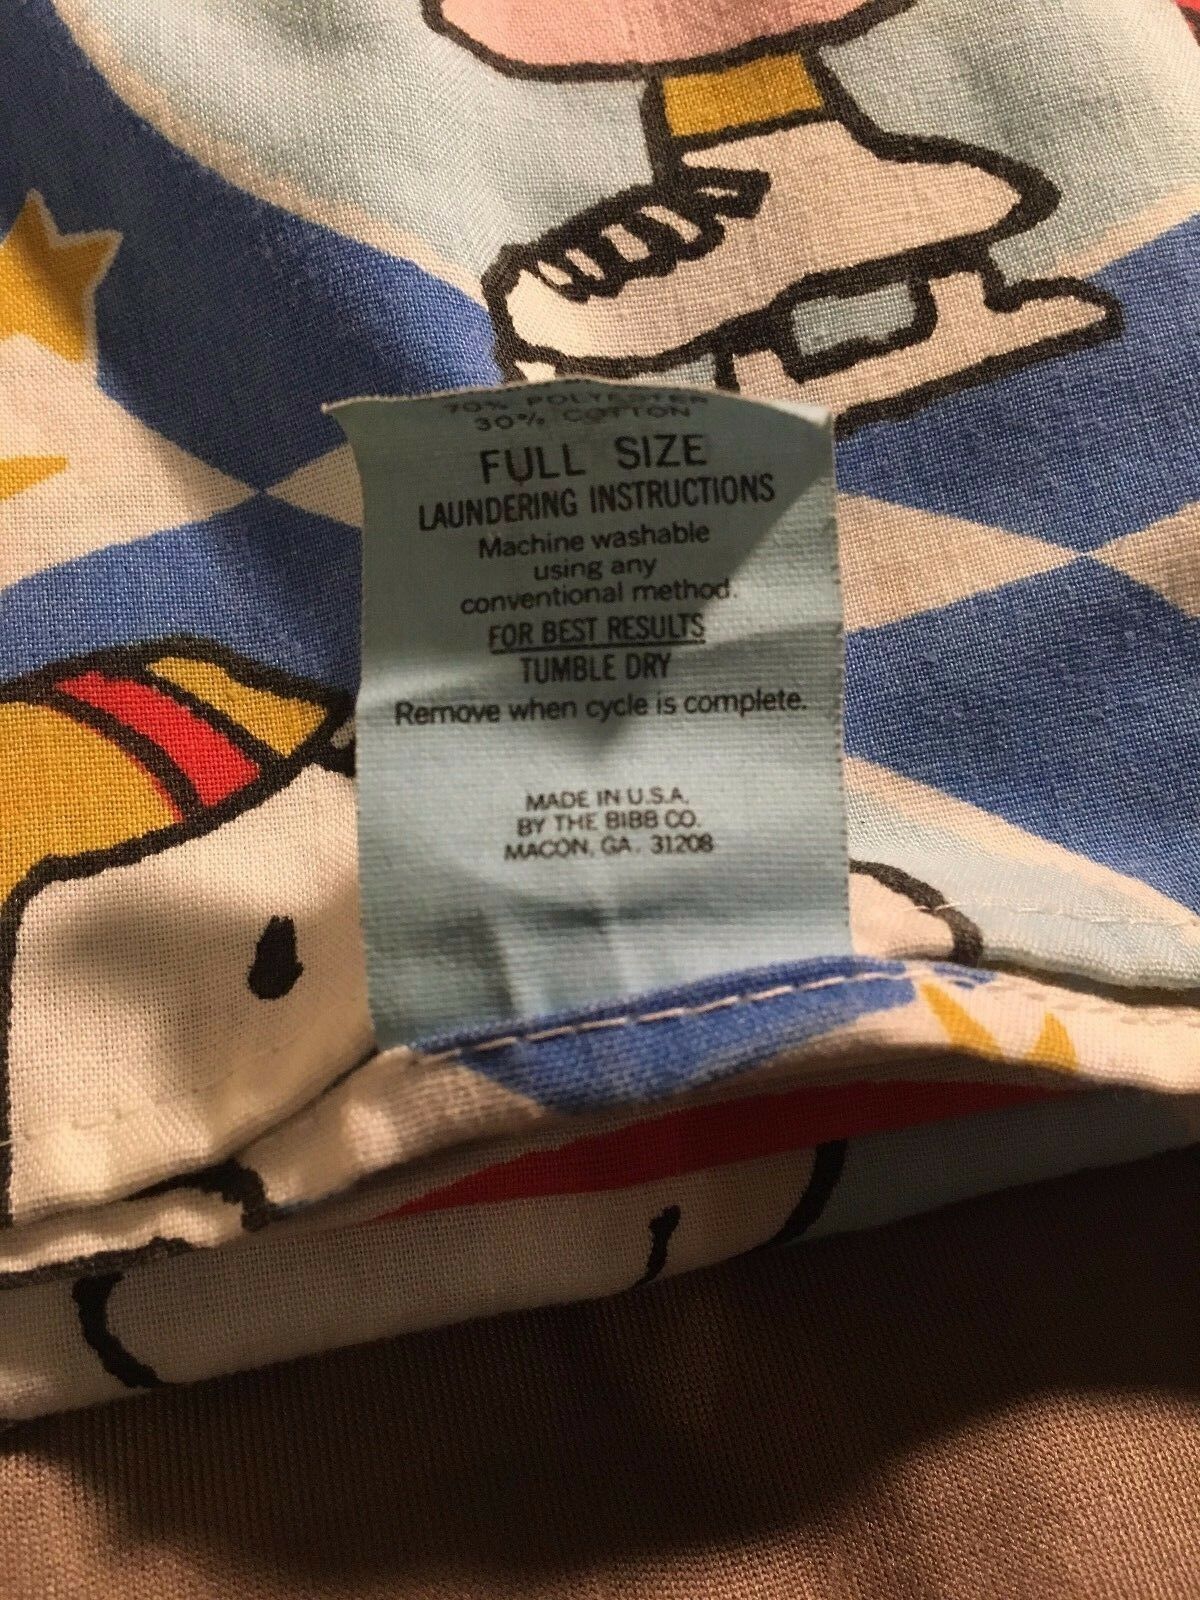 70% POLYESTER
30% COTTON
FULL SIZE
LAUNDERING INSTRUCTIONS
Machine washable
using any
conventional method.
FOR BEST RESULTS
TUMBLE DRY
Remove when cycle is complete.
MADE IN U.S.A.
BY THE BIBB CO.
MACON, GA. 31208